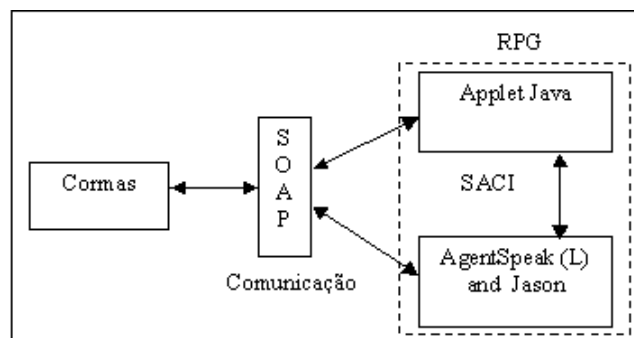 RPG
Applet Java
S
O
A
P
Cormas
SACI
AgentSpeak (L)
and Jason
Comunicação